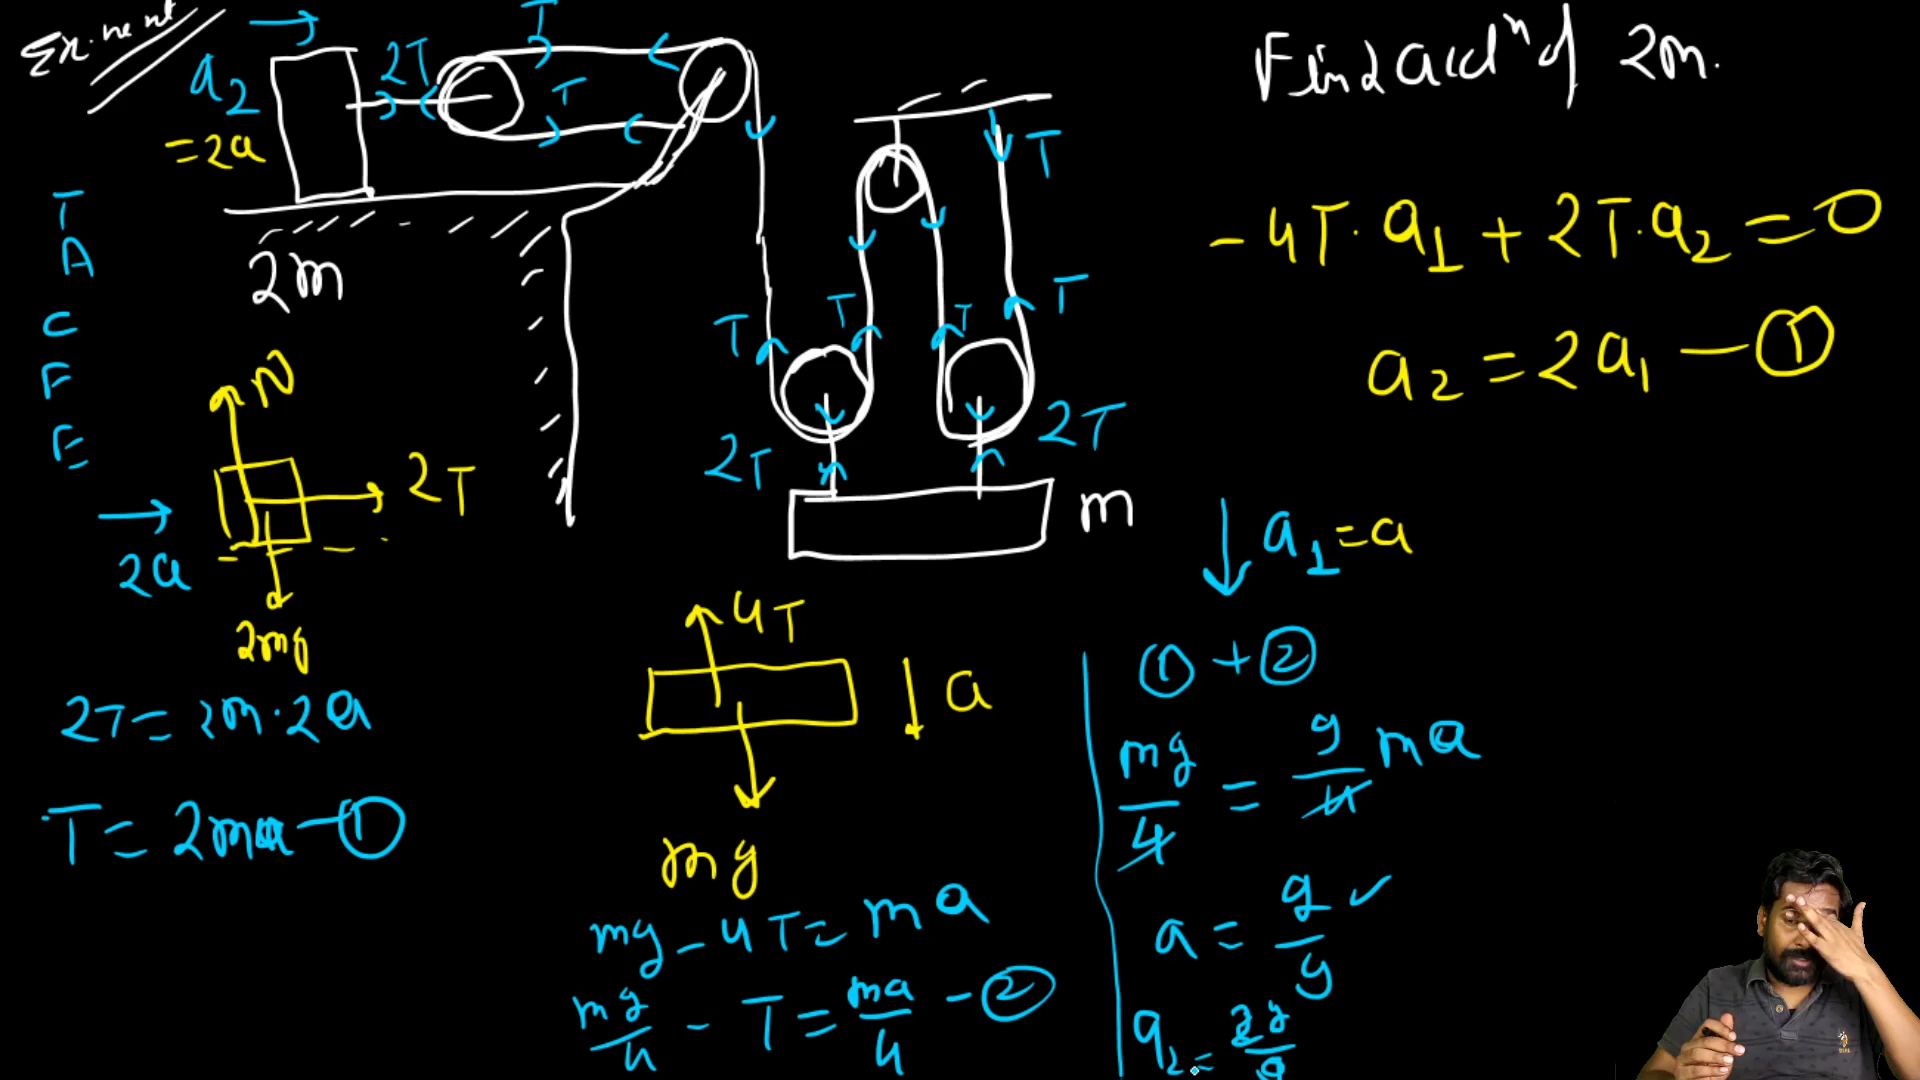 Find accⁿ of 2m.
a2
= 2a
2T
T
T
2m
T
A
C
F
E
T
T
T
T
T
2T
2T
m
- 4T. a1 + 2T. a2 = 0
a2 = 2a1 — ①
a1 = a
N
2T
2a
2mg
2T = 2m. 2a
T = 2ma — ①
4T
a
mg
mg - 4T = ma
mg/4 - T = ma/4 - ②
① + ②
mg/4 = 9/4 ma
a = g/9 ✓
a2 = 2g/9